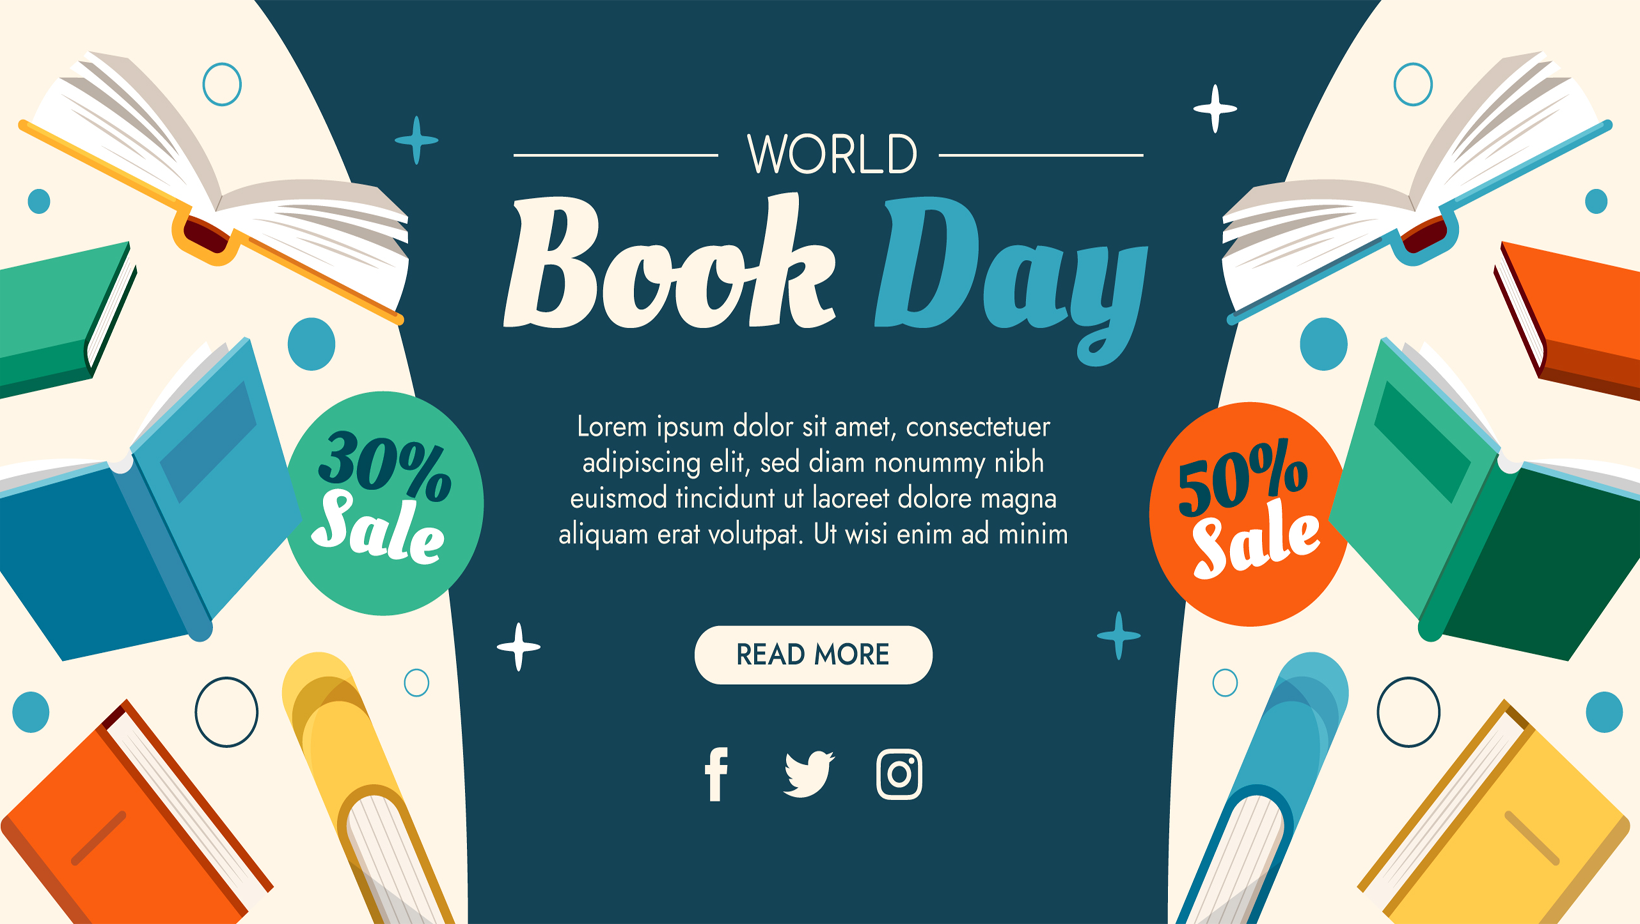 WORLD
Book Day
Lorem ipsum dolor sit amet, consectetuer
adipiscing elit, sed diam nonummy nibh
euismod tincidunt ut laoreet dolore magna
aliquam erat volutpat. Ut wisi enim ad minim
30%
Sale
50%
Sale
READ MORE